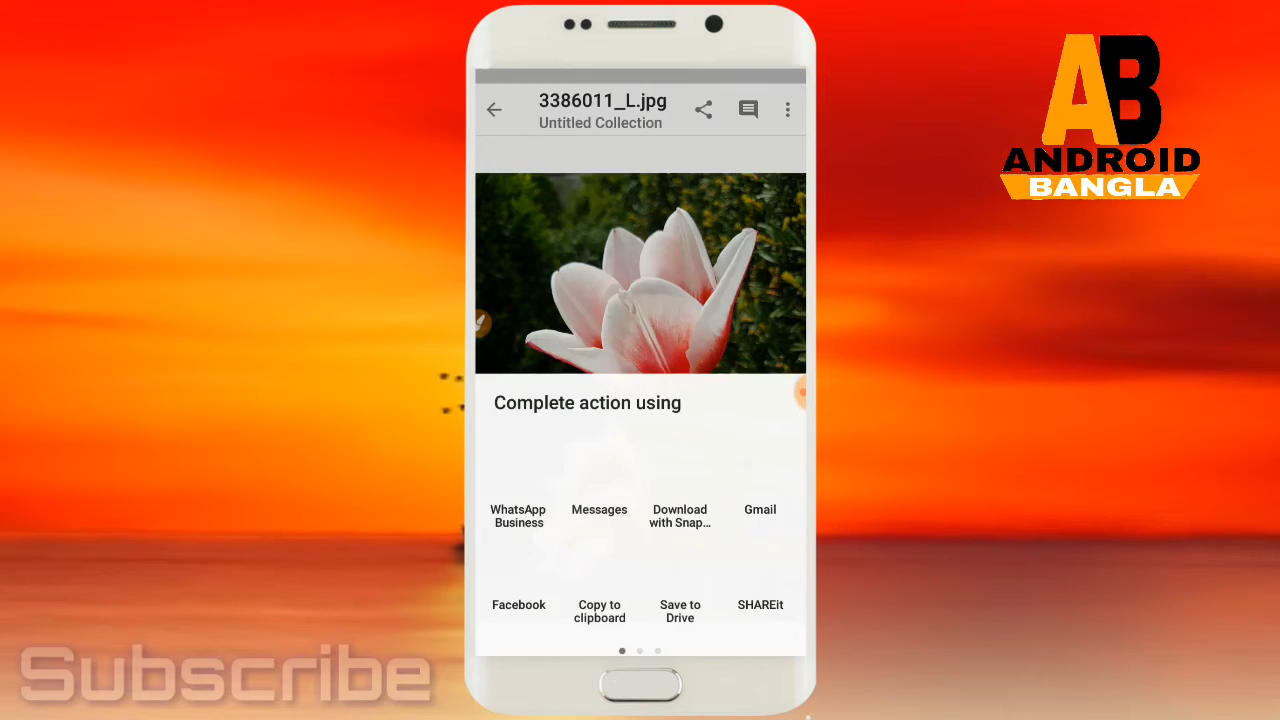 3386011_L.jpg
Untitled Collection
AB
ANDROID
BANGLA
Complete action using
WhatsApp
Business
Messages
Download
with Snap...
Gmail
Facebook
Copy to
clipboard
Save to
Drive
SHAREit
Subscribe